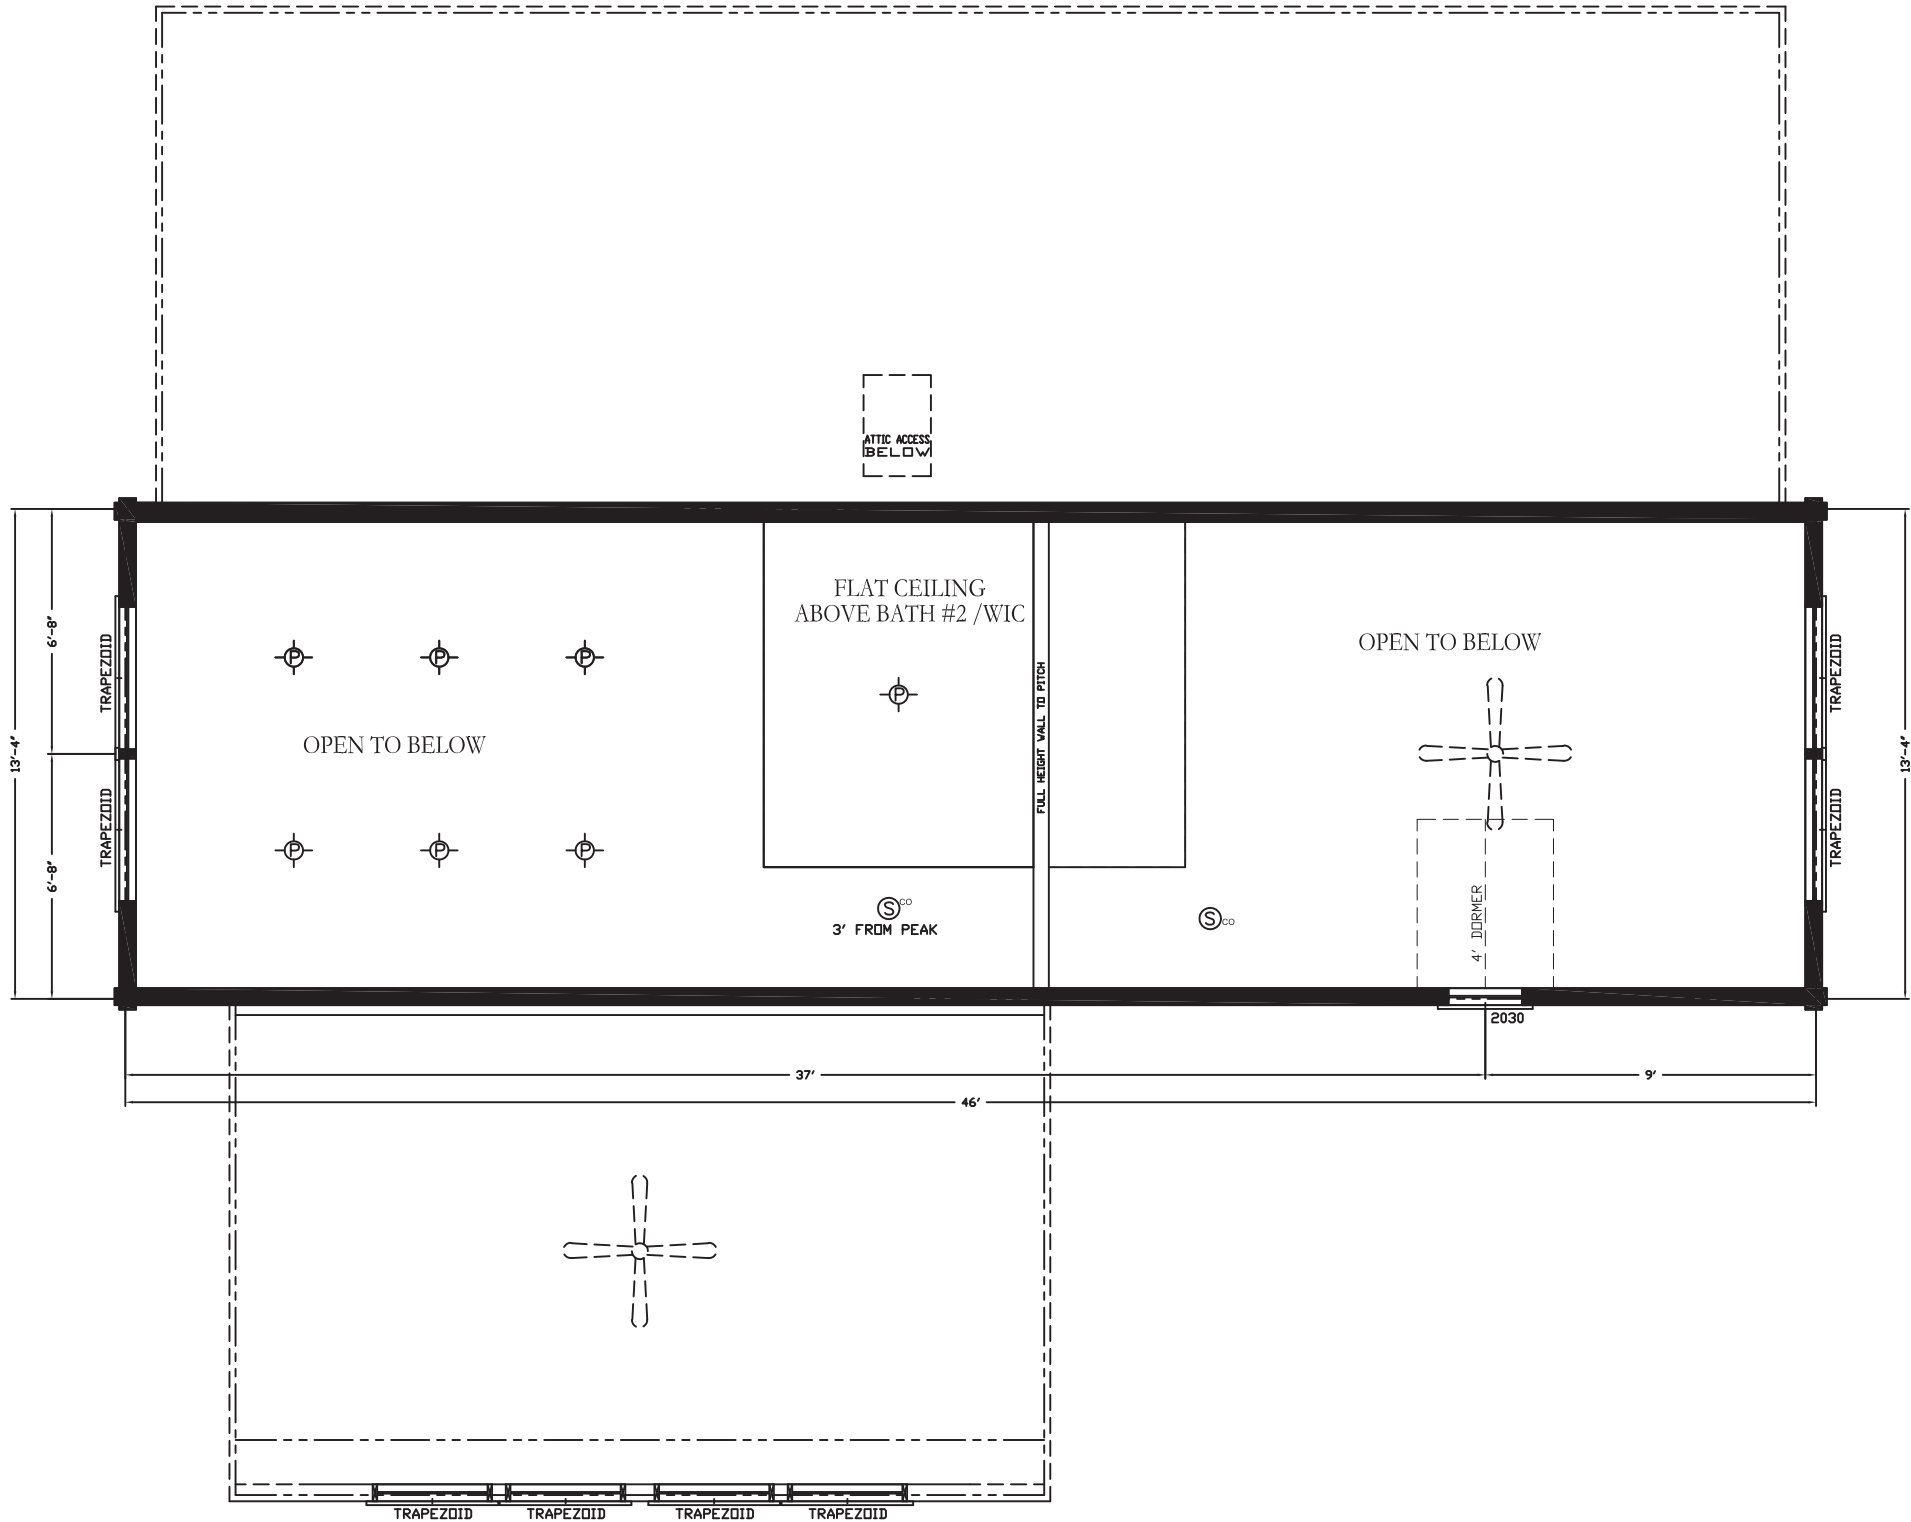 ATTIC ACCESS
BELOW
FLAT CEILING
ABOVE BATH #2 /WIC
OPEN TO BELOW
OPEN TO BELOW
FULL HEIGHT WALL TO PITCH
TRAPEZOID
TRAPEZOID
TRAPEZOID
TRAPEZOID
6'-8"
6'-8"
13'-4"
13'-4"
P
P
P
P
P
P
P
S CO
3' FROM PEAK
S CO
4' DORMER
2030
37'
9'
46'
TRAPEZOID
TRAPEZOID
TRAPEZOID
TRAPEZOID